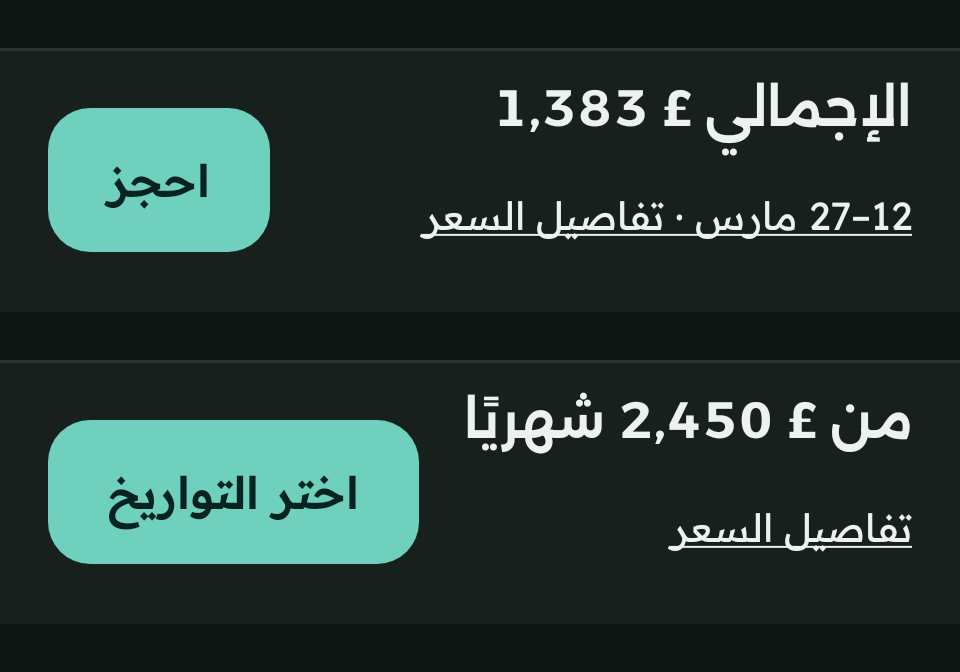 الإجمالي £ 1,383
12–27 مارس · تفاصيل السعر
احجز
من £ 2,450 شهريًا
تفاصيل السعر
اختر التواريخ